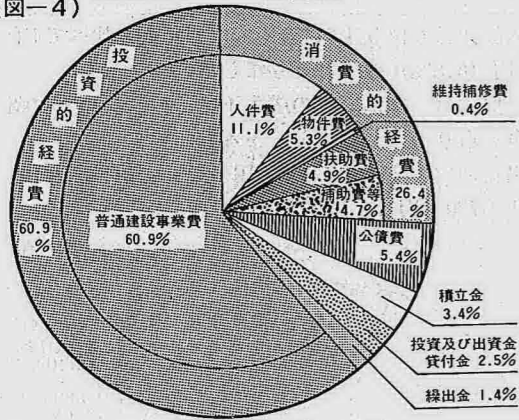 (図—4)
消費的経費
26.4
%
投資的経費
60.9
%
人件費
11.1%
物件費
5.3%
維持補修費
0.4%
扶助費
4.9%
補助費等
4.7%
公債費
5.4%
積立金
3.4%
投資及び出資金
貸付金 2.5%
繰出金 1.4%
普通建設事業費
60.9%